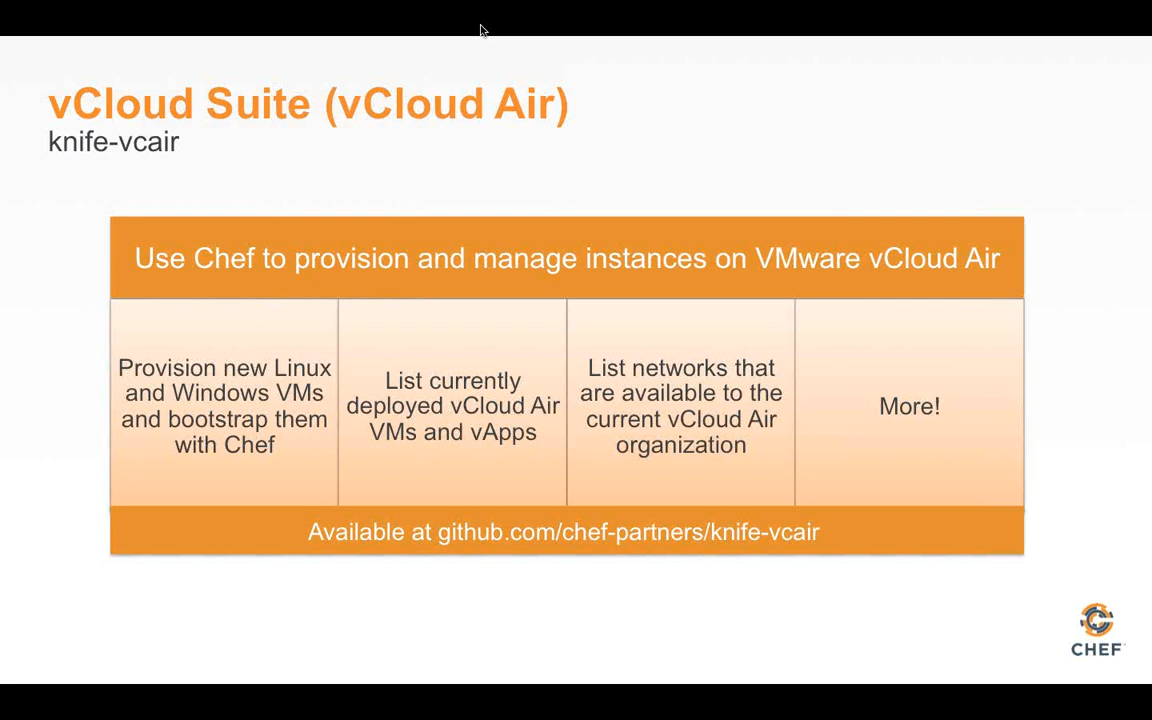 vCloud Suite (vCloud Air)
knife-vcair
Use Chef to provision and manage instances on VMware vCloud Air
Provision new Linux
and Windows VMs
and bootstrap them
with Chef
List currently
deployed vCloud Air
VMs and vApps
List networks that
are available to the
current vCloud Air
organization
More!
Available at github.com/chef-partners/knife-vcair
CHEF